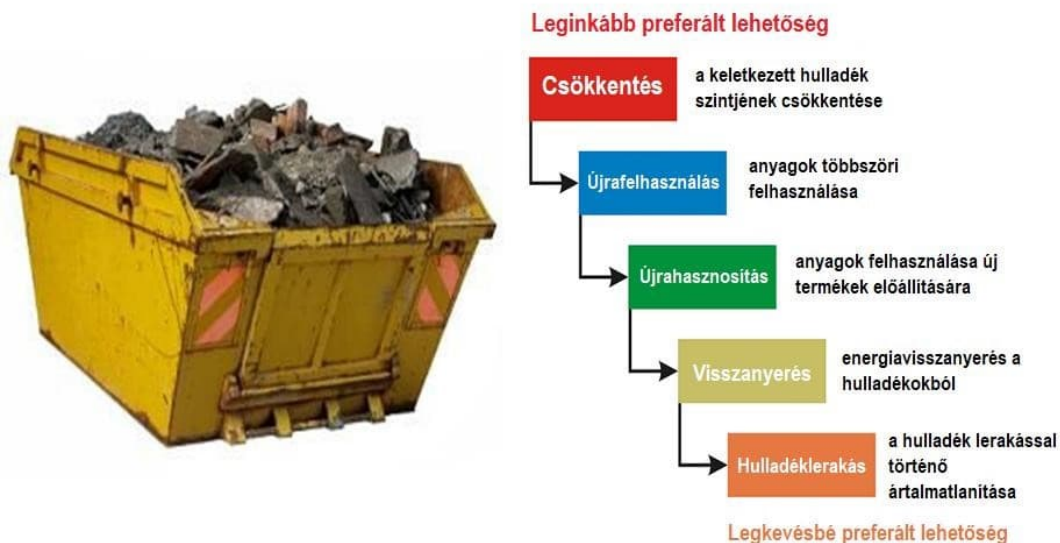 Leginkább preferált lehetőség
Csökkentés
a keletkezett hulladék
szintjének csökkentése
Újrafelhasználás
anyagok többszöri
felhasználása
Újrahasznosítás
anyagok felhasználása új
termékek előállítására
Visszanyerés
energiavisszanyerés a
hulladékokból
Hulladéklerakás
a hulladék lerakással
történő
ártalmatlanítása
Legkevésbé preferált lehetőség